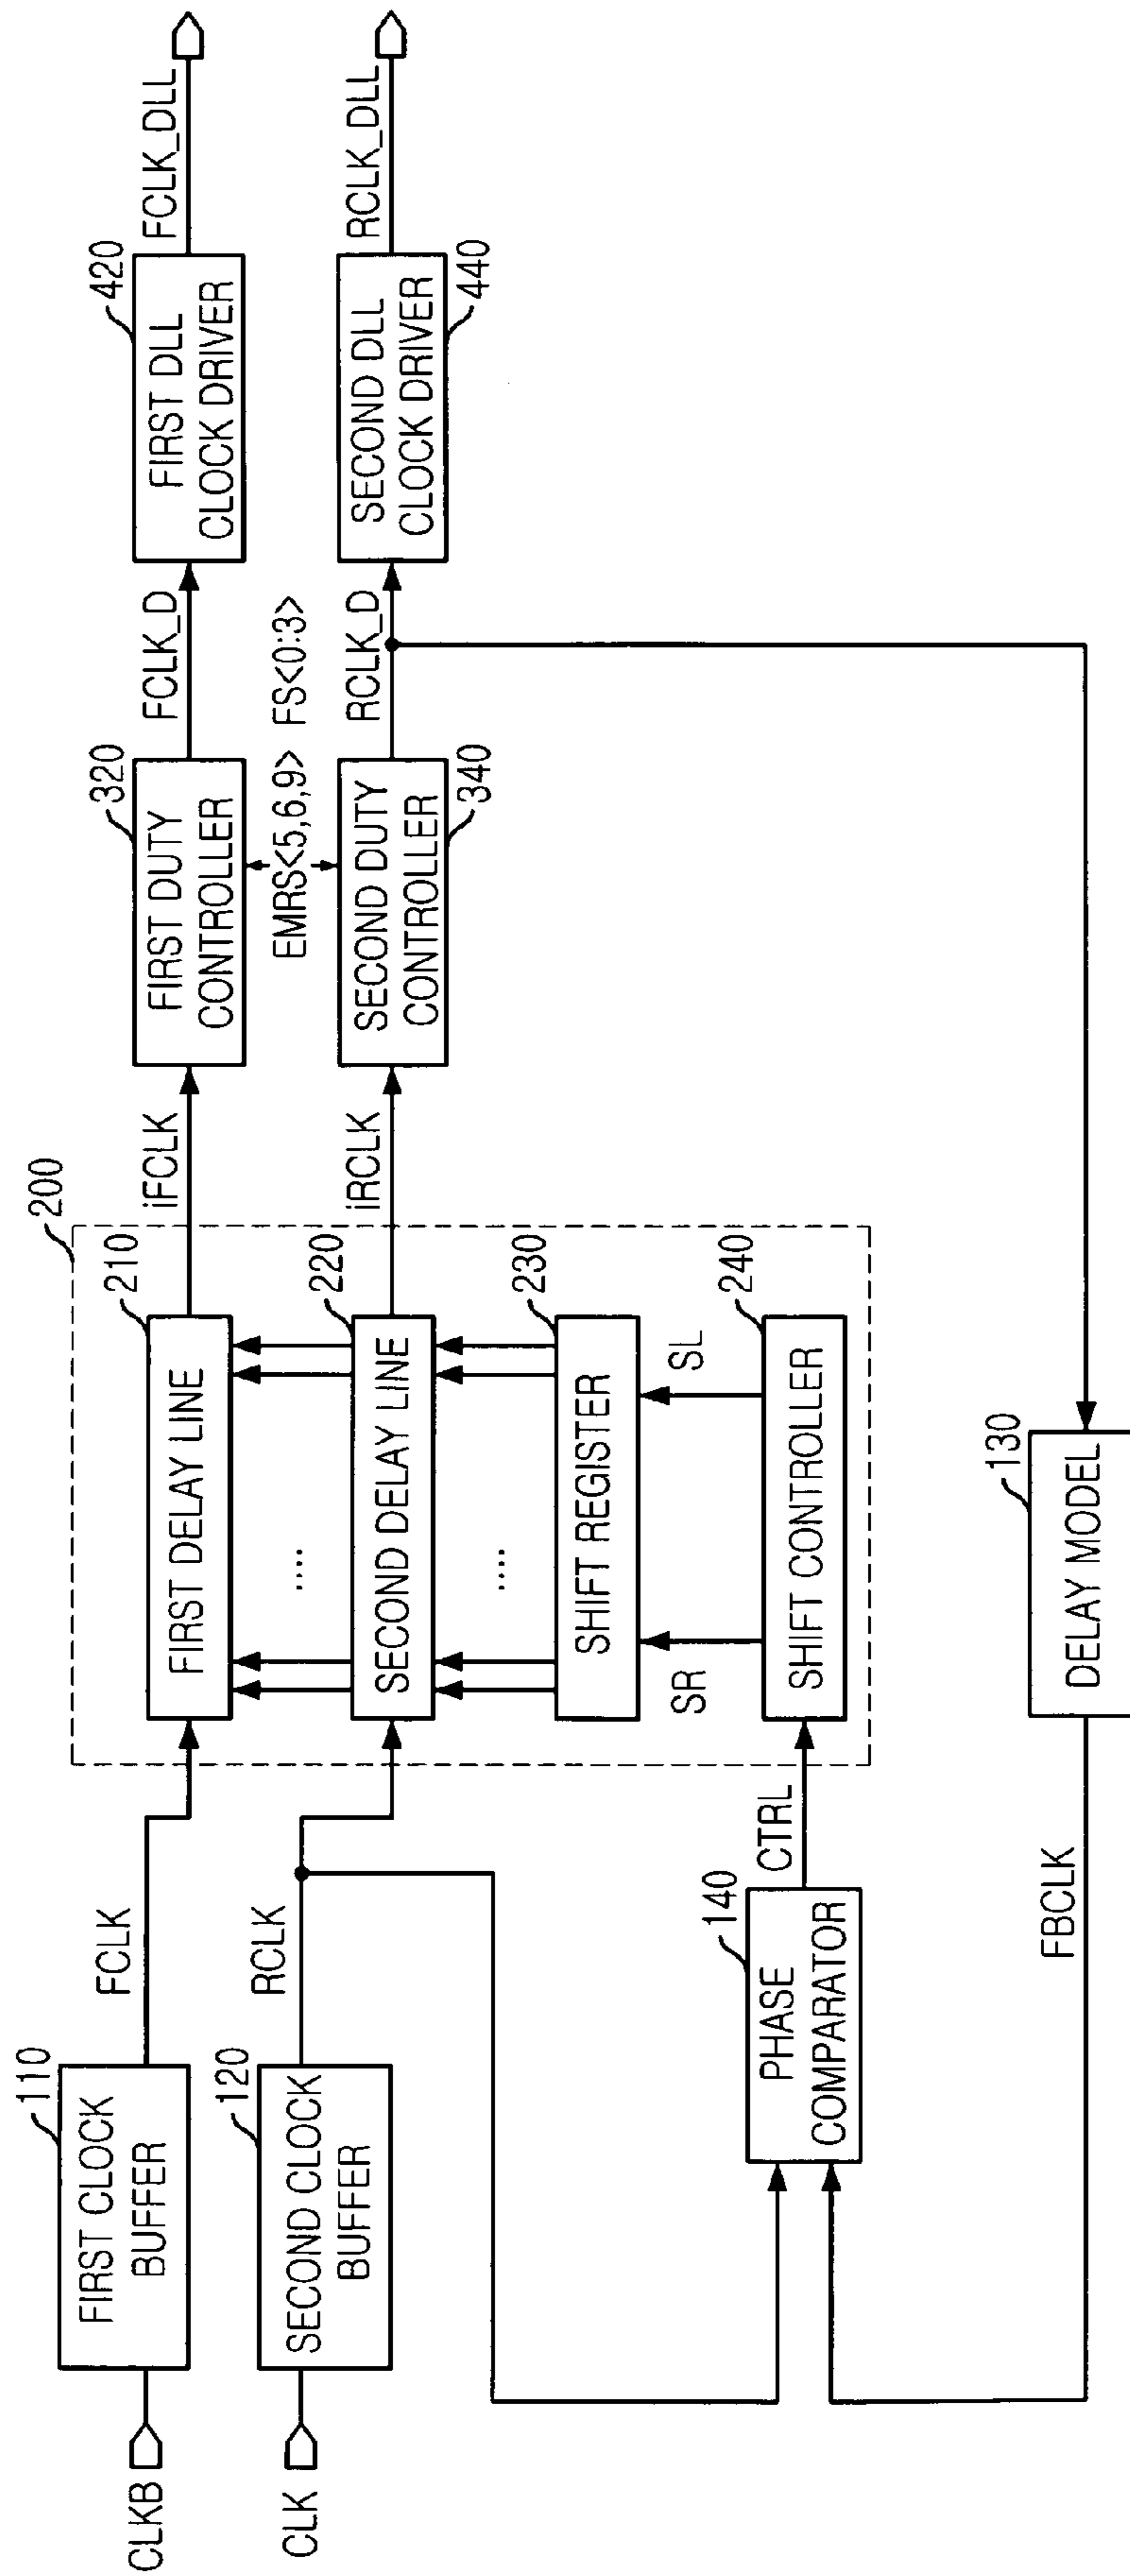 CLKB
FIRST CLOCK
BUFFER
110
FCLK
200
FIRST DELAY LINE
210
iFCLK
FIRST DUTY
CONTROLLER
320
FCLK_D
FIRST DLL
CLOCK DRIVER
420
FCLK_DLL
CLK
SECOND CLOCK
BUFFER
120
RCLK
....
SECOND DELAY LINE
220
iRCLK
EMRS<5,6,9> FS<0:3>
SECOND DUTY
CONTROLLER
340
RCLK_D
SECOND DLL
CLOCK DRIVER
440
RCLK_DLL
....
SHIFT REGISTER
230
SR
SL
PHASE
COMPARATOR
140
CTRL
SHIFT CONTROLLER
240
FBCLK
DELAY MODEL
130